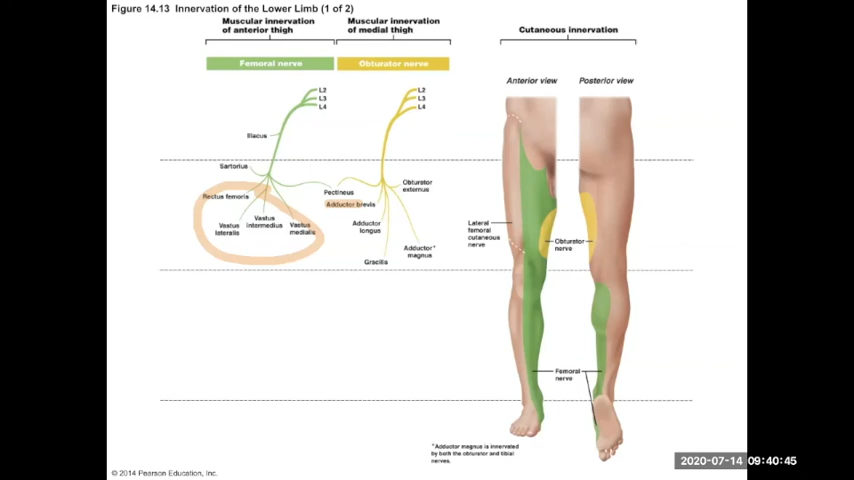 Figure 14.13 Innervation of the Lower Limb (1 of 2)
Muscular innervation
of anterior thigh
Muscular innervation
of medial thigh
Cutaneous innervation
Femoral nerve
Obturator nerve
Anterior view
Posterior view
L2
L3
L4
L2
L3
L4
Iliacus
Sartorius
Rectus femoris
Vastus
lateralis
Vastus
intermedius
Vastus
medialis
Pectineus
Adductor brevis
Obturator
externus
Adductor
longus
Adductor*
magnus
Gracilis
Lateral
femoral
cutaneous
nerve
Obturator
nerve
Femoral
nerve
*Adductor magnus is innervated
by both the obturator and tibial
nerves.
2020-07-14 09:40:45
© 2014 Pearson Education, Inc.